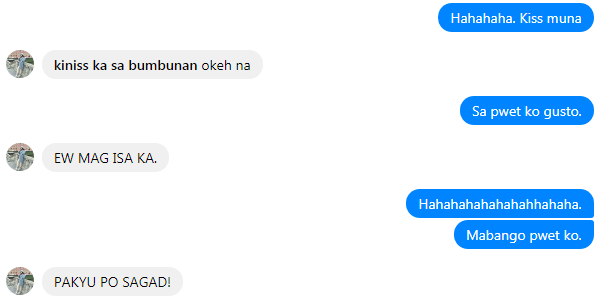 Hahahaha. Kiss muna
kiniss ka sa bumbunan okeh na
Sa pwet ko gusto.
EW MAG ISA KA.
Hahahahahahahahhahaha.
Mabango pwet ko.
PAKYU PO SAGAD!